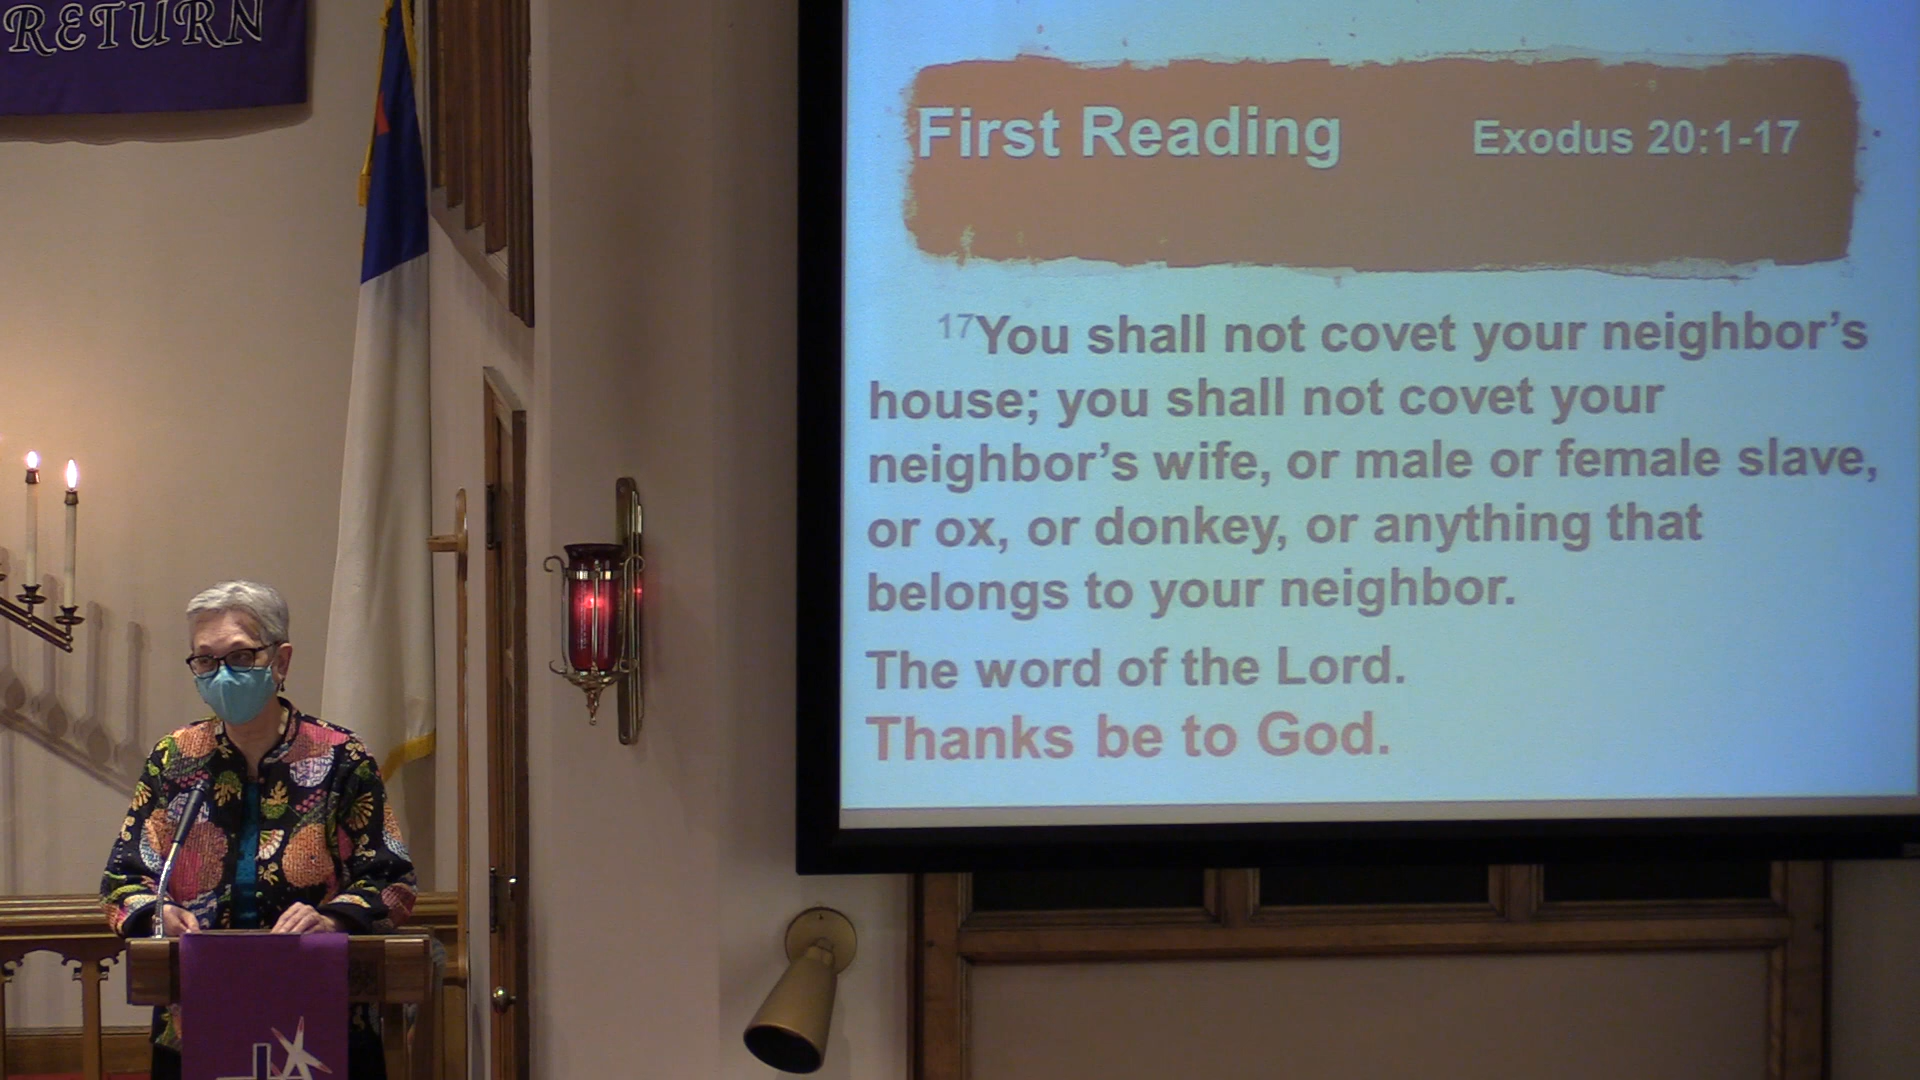 RETURN
First Reading Exodus 20:1-17
17You shall not covet your neighbor’s
house; you shall not covet your
neighbor’s wife, or male or female slave,
or ox, or donkey, or anything that
belongs to your neighbor.
The word of the Lord.
Thanks be to God.